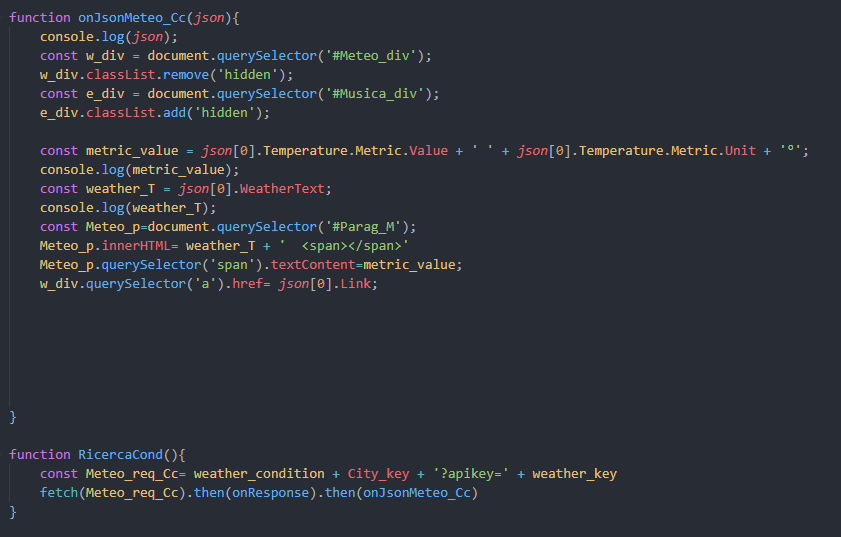 function onJsonMeteo_Cc(json){
    console.log(json);
    const w_div = document.querySelector('#Meteo_div');
    w_div.classList.remove('hidden');
    const e_div = document.querySelector('#Musica_div');
    e_div.classList.add('hidden');
    const metric_value = json[0].Temperature.Metric.Value + ' ' + json[0].Temperature.Metric.Unit + '°';
    console.log(metric_value);
    const weather_T = json[0].WeatherText;
    console.log(weather_T);
    const Meteo_p=document.querySelector('#Parag_M');
    Meteo_p.innerHTML= weather_T + '  <span></span>'
    Meteo_p.querySelector('span').textContent=metric_value;
    w_div.querySelector('a').href= json[0].Link;
}
function RicercaCond(){
    const Meteo_req_Cc= weather_condition + City_key + '?apikey=' + weather_key
    fetch(Meteo_req_Cc).then(onResponse).then(onJsonMeteo_Cc)
}